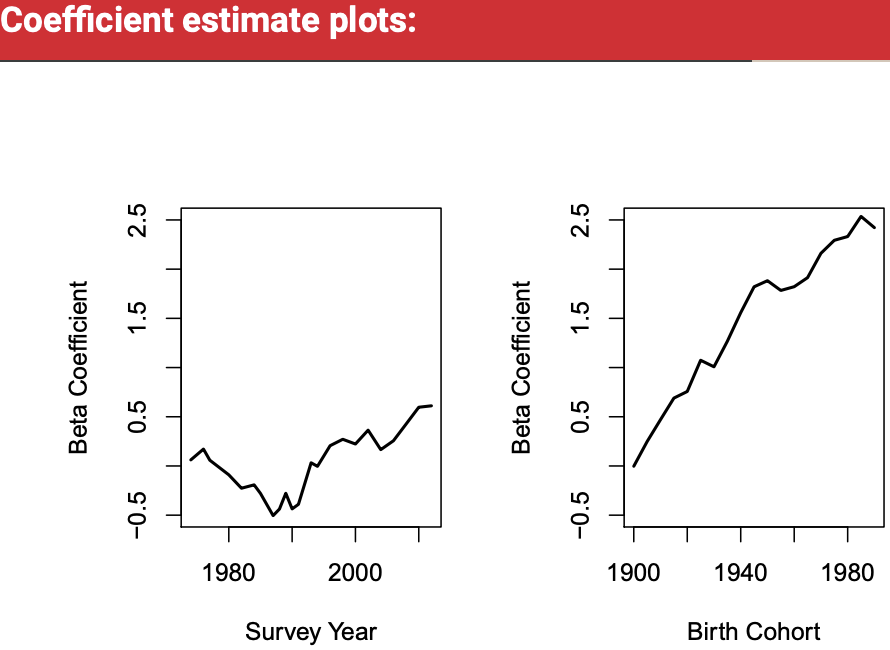 Coefficient estimate plots:
Beta Coefficient
2.5
1.5
0.5
−0.5
1980 2000
Survey Year
Beta Coefficient
2.5
1.5
0.5
−0.5
1900 1940 1980
Birth Cohort